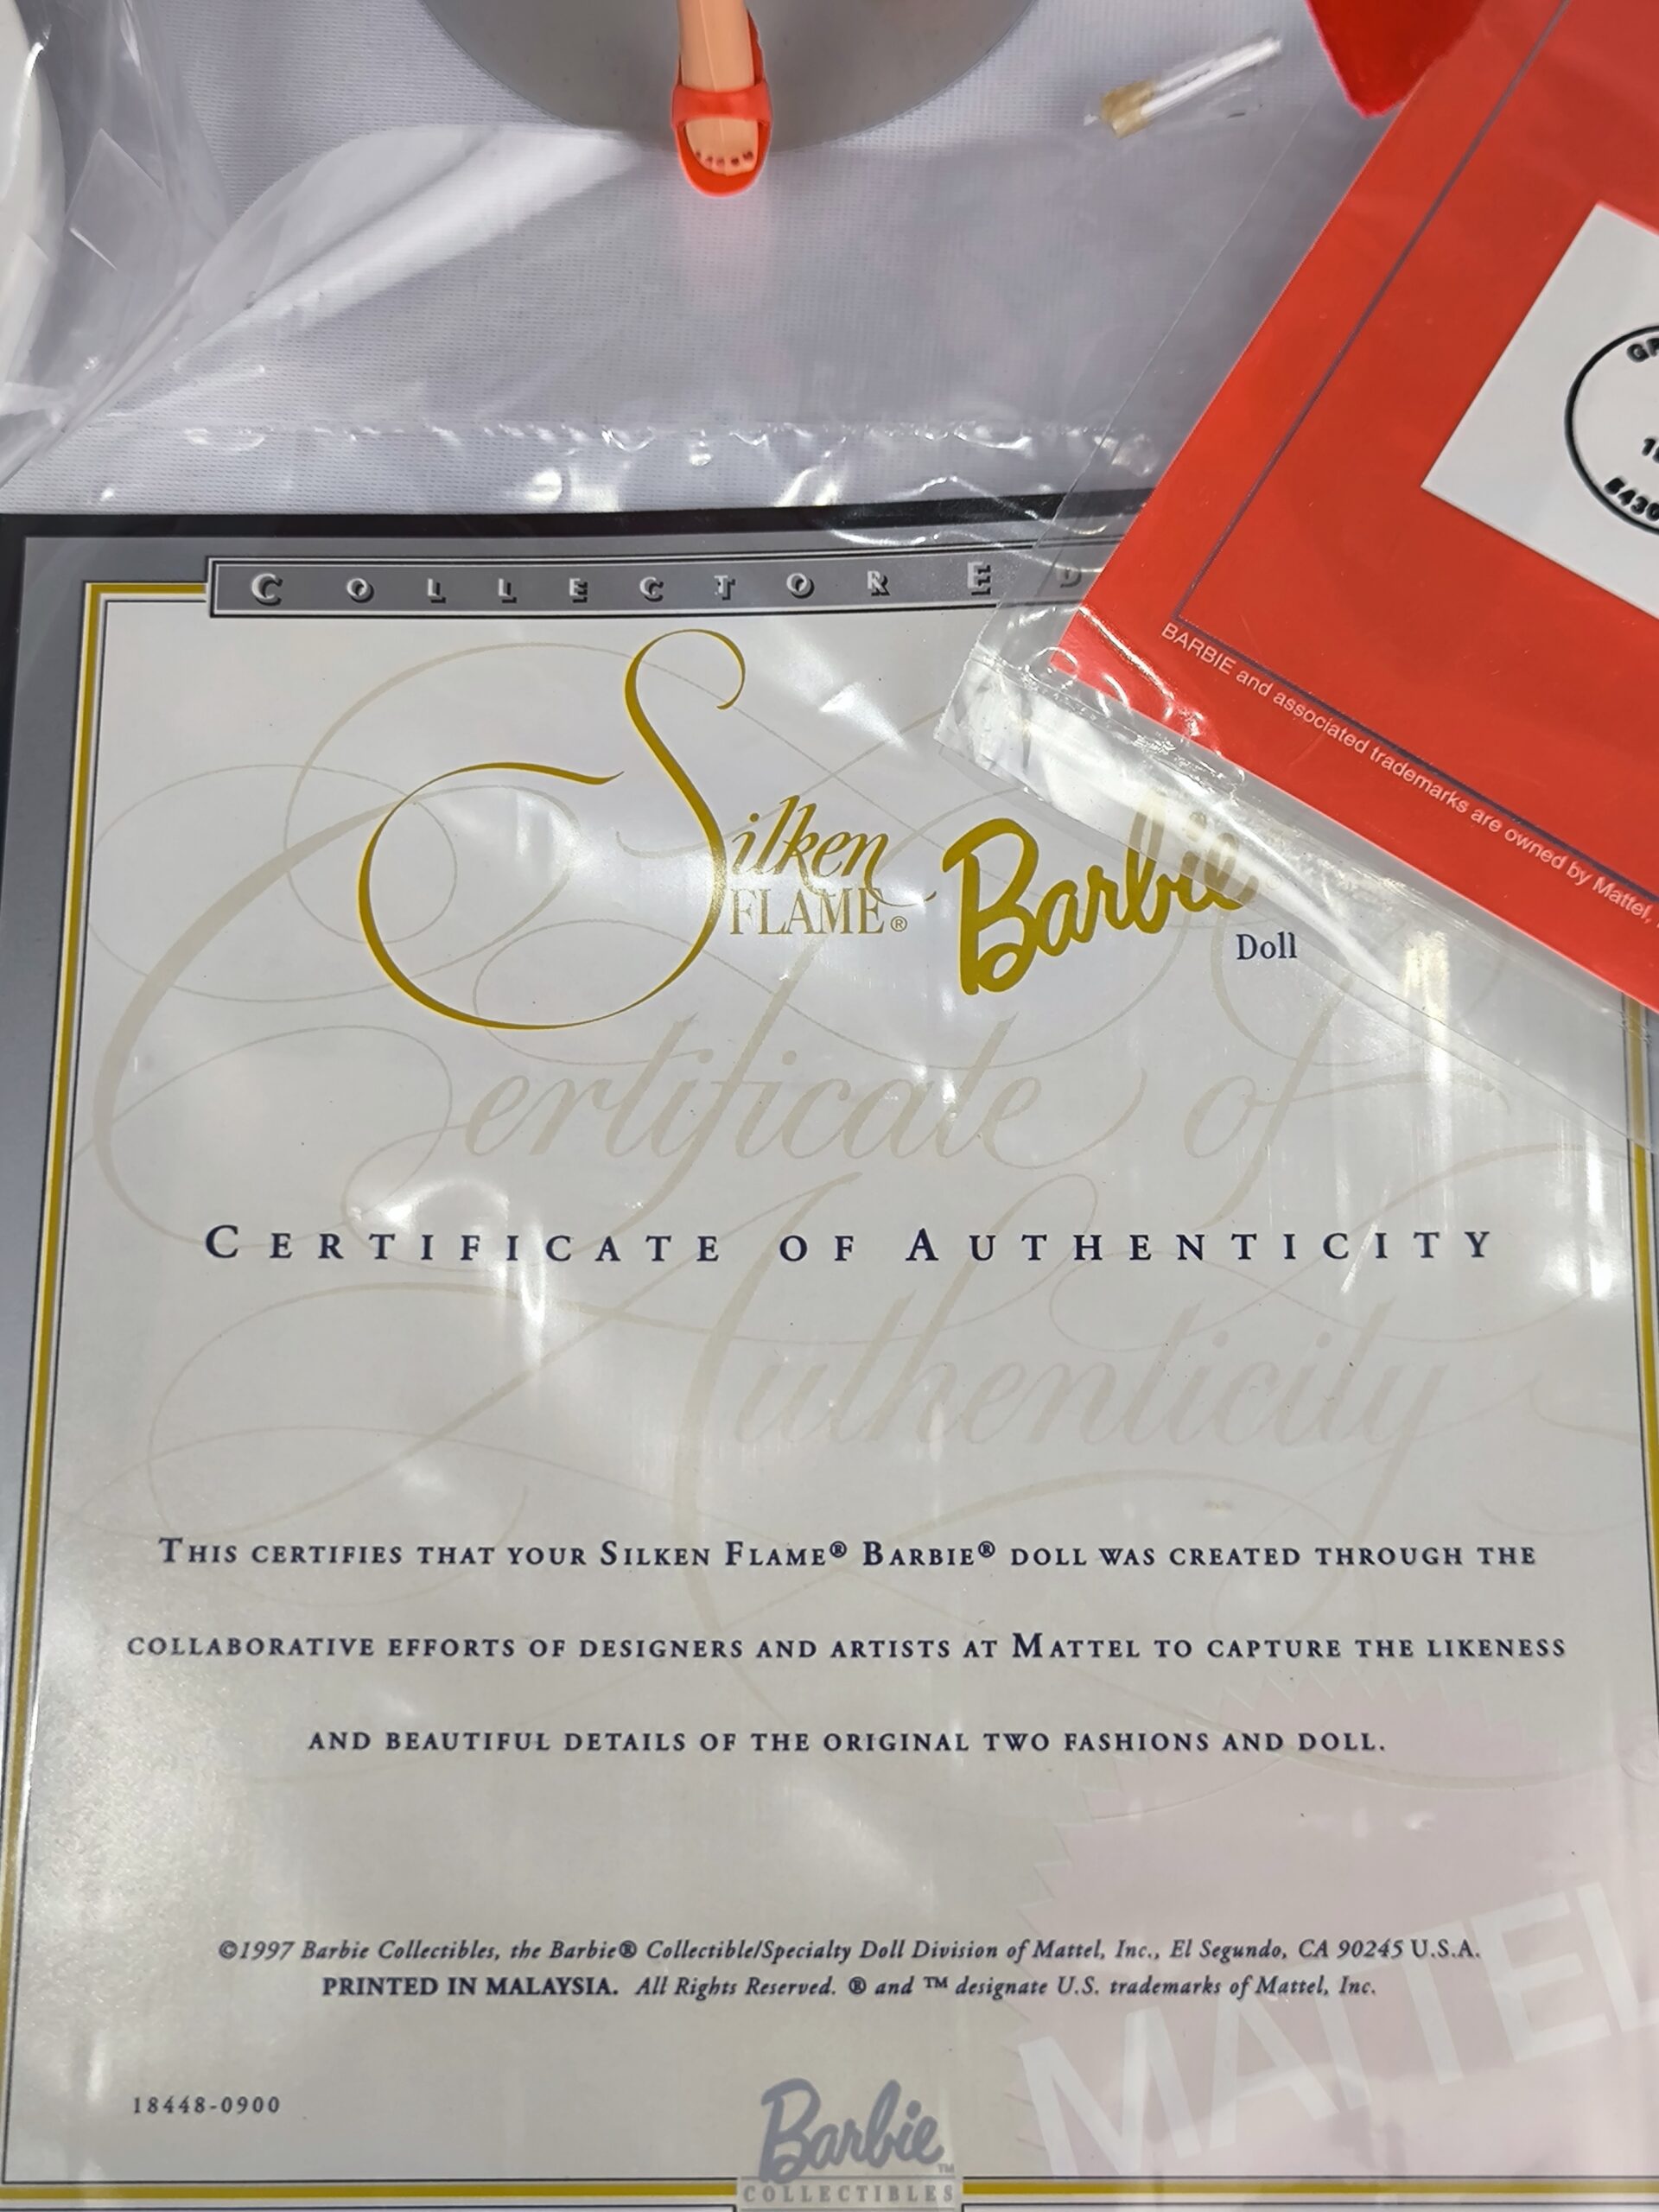 COLLECTOR ED
BARBIE and associated trademarks are owned by Mattel,
Silken
FLAME®
Barbie®
Doll
Certificate of
CERTIFICATE OF AUTHENTICITY
Authenticity
THIS CERTIFIES THAT YOUR SILKEN FLAME® BARBIE® DOLL WAS CREATED THROUGH THE
COLLABORATIVE EFFORTS OF DESIGNERS AND ARTISTS AT MATTEL TO CAPTURE THE LIKENESS
AND BEAUTIFUL DETAILS OF THE ORIGINAL TWO FASHIONS AND DOLL.
©1997 Barbie Collectibles, the Barbie® Collectible/Specialty Doll Division of Mattel, Inc., El Segundo, CA 90245 U.S.A.
PRINTED IN MALAYSIA. All Rights Reserved. ® and ™ designate U.S. trademarks of Mattel, Inc.
MATTEL
18448-0900
Barbie™
COLLECTIBLES